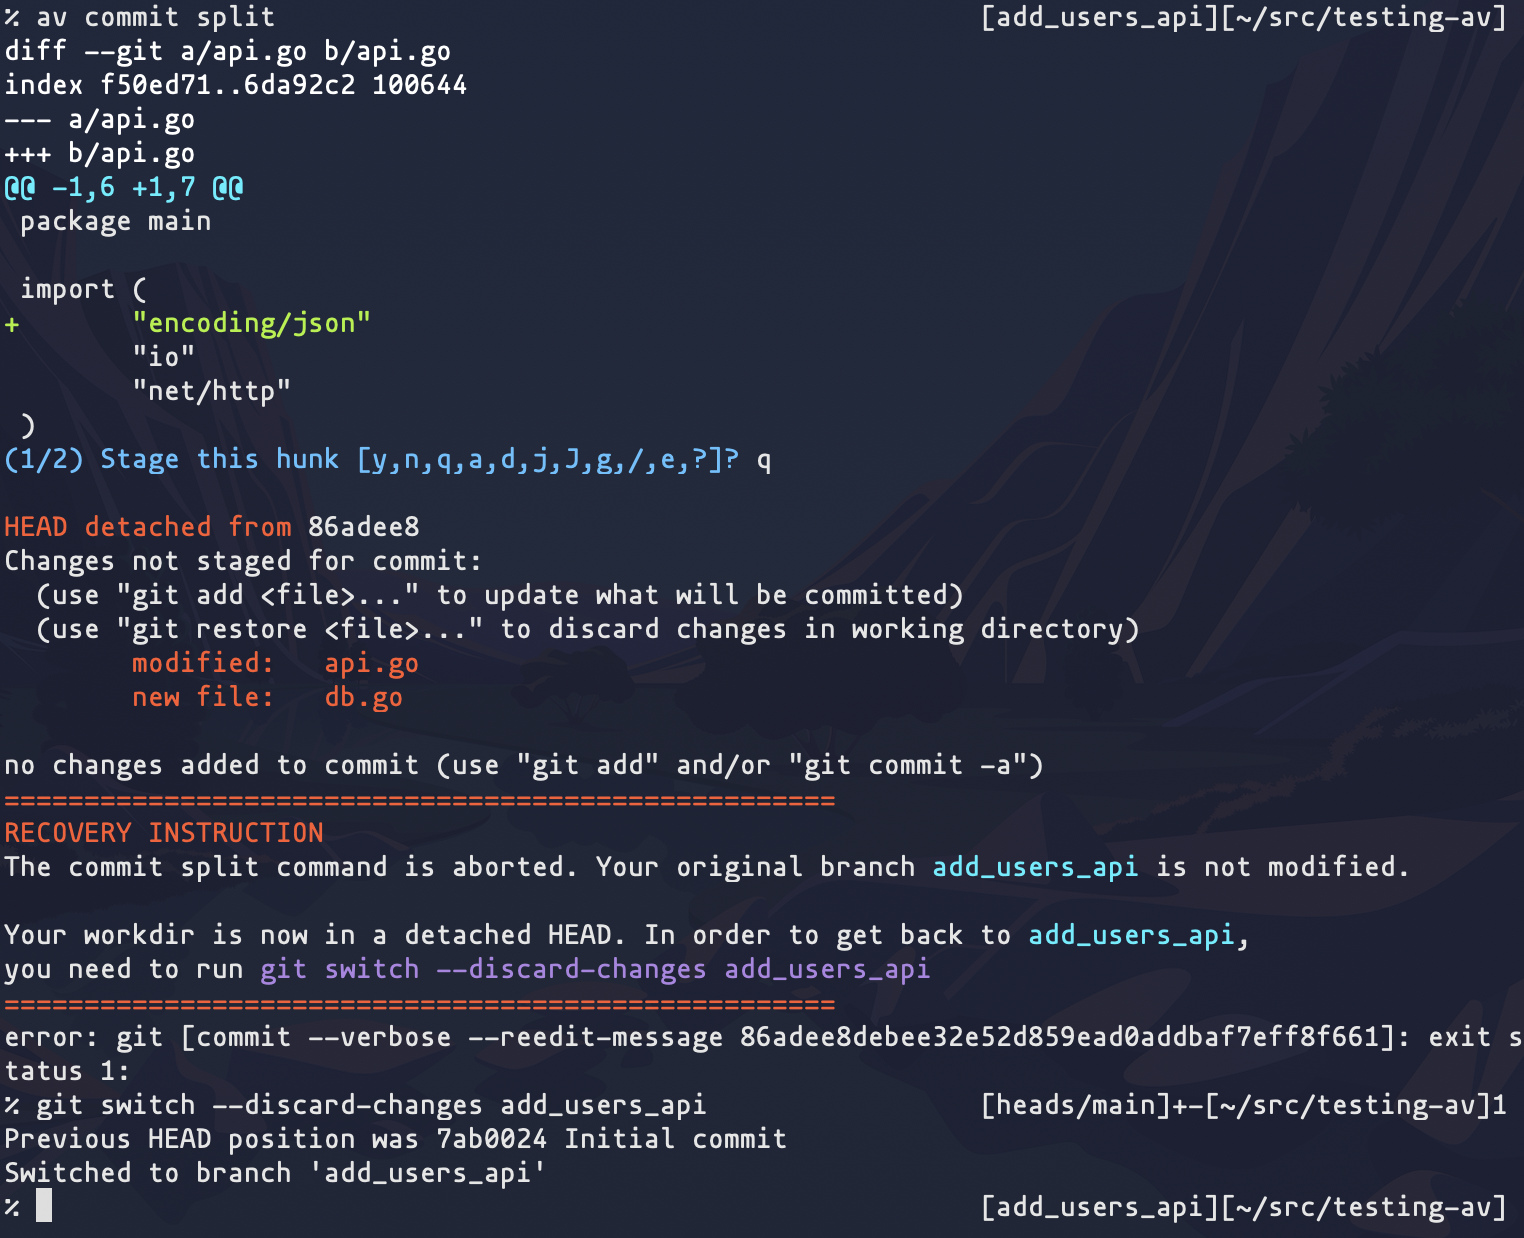 % av commit split [add_users_api][~/src/testing-av]
diff --git a/api.go b/api.go
index f50ed71..6da92c2 100644
--- a/api.go
+++ b/api.go
@@ -1,6 +1,7 @@
 package main

 import (
+       "encoding/json"
        "io"
        "net/http"
 )
(1/2) Stage this hunk [y,n,q,a,d,j,J,g,/,e,?]? q

HEAD detached from 86adee8
Changes not staged for commit:
  (use "git add <file>..." to update what will be committed)
  (use "git restore <file>..." to discard changes in working directory)
        modified:   api.go
        new file:   db.go

no changes added to commit (use "git add" and/or "git commit -a")
====================================================
RECOVERY INSTRUCTION
The commit split command is aborted. Your original branch add_users_api is not modified.

Your workdir is now in a detached HEAD. In order to get back to add_users_api,
you need to run git switch --discard-changes add_users_api
====================================================
error: git [commit --verbose --reedit-message 86adee8debee32e52d859ead0addbaf7eff8f661]: exit s
tatus 1:
% git switch --discard-changes add_users_api [heads/main]+-[~/src/testing-av]1
Previous HEAD position was 7ab0024 Initial commit
Switched to branch 'add_users_api'
% [add_users_api][~/src/testing-av]